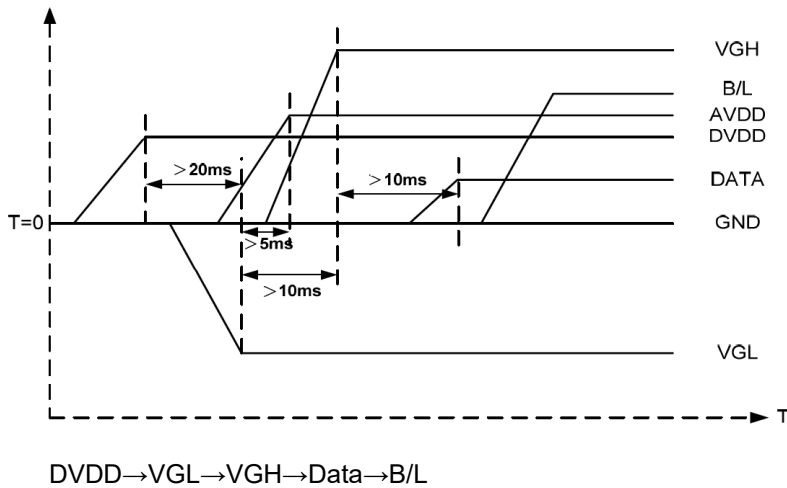 VGH
B/L
AVDD
DVDD
>20ms
>10ms
DATA
T=0
GND
>5ms
>10ms
VGL
T
DVDD→VGL→VGH→Data→B/L